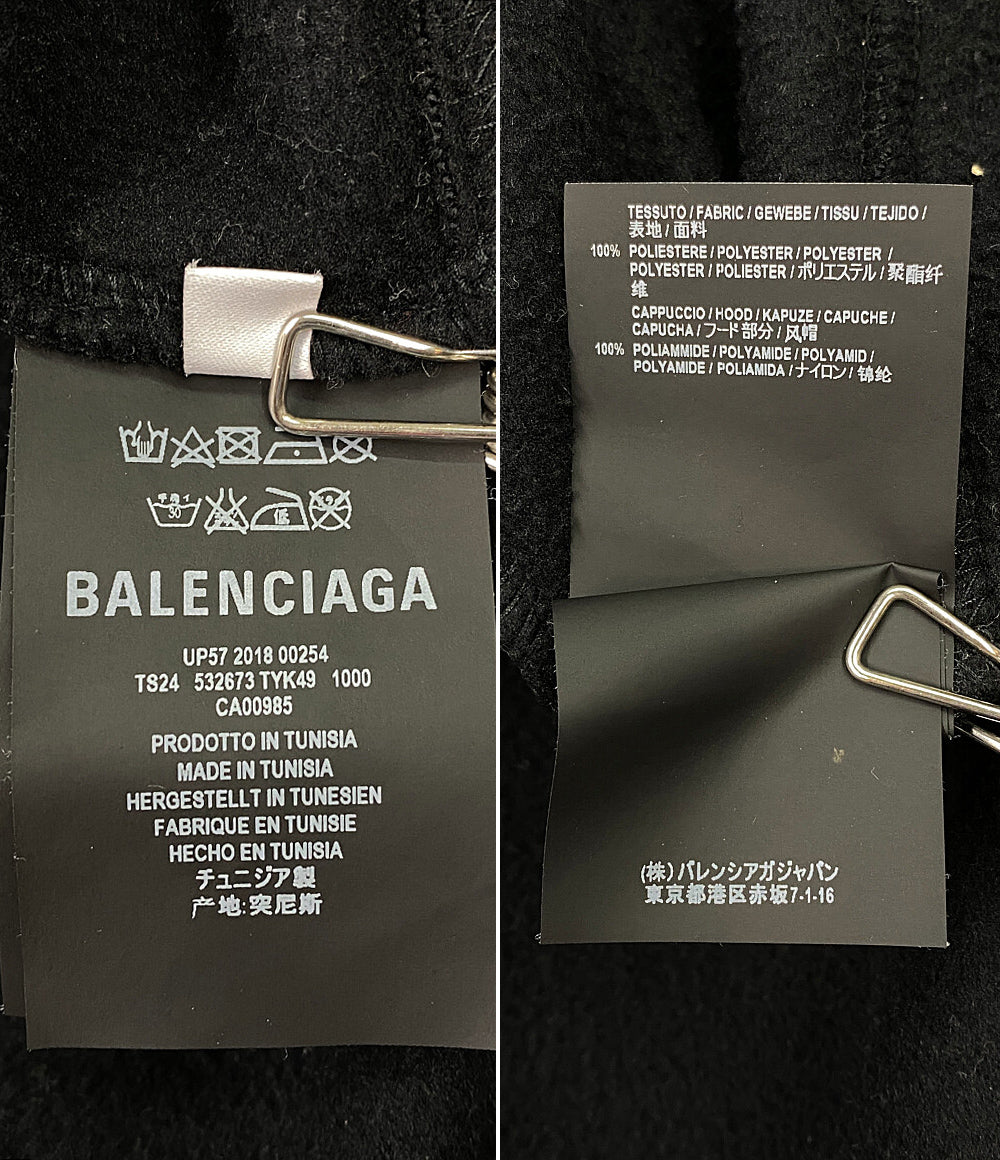 手洗イ
30
低
BALENCIAGA
UP57 2018 00254
TS24 532673 TYK49 1000
CA00985
PRODOTTO IN TUNISIA
MADE IN TUNISIA
HERGESTELLT IN TUNESIEN
FABRIQUE EN TUNISIE
HECHO EN TUNISIA
チュニジア製
产地:突尼斯
TESSUTO / FABRIC / GEWEBE / TISSU / TEJIDO /
表地 / 面料
100% POLIESTERE / POLYESTER / POLYESTER /
POLYESTER / POLIESTER / ポリエステル / 聚酯纤
维
CAPPUCCIO / HOOD / KAPUZE / CAPUCHE /
CAPUCHA / フード部分 / 风帽
100% POLIAMMIDE / POLYAMIDE / POLYAMID /
POLYAMIDE / POLIAMIDA / ナイロン / 锦纶
(株) バレンシアガジャパン
東京都港区赤坂7-1-16